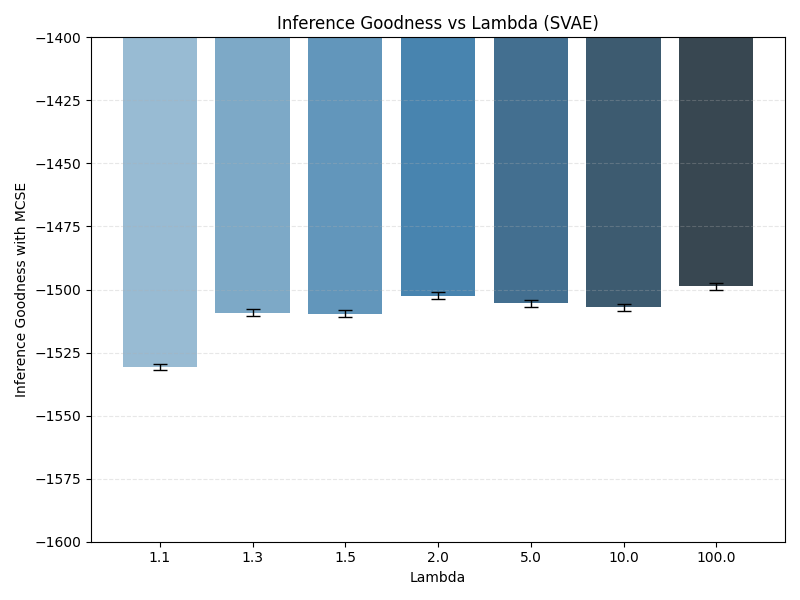 Inference Goodness vs Lambda (SVAE)
Inference Goodness with MCSE
−1400
−1425
−1450
−1475
−1500
−1525
−1550
−1575
−1600
1.1 1.3 1.5 2.0 5.0 10.0 100.0
Lambda